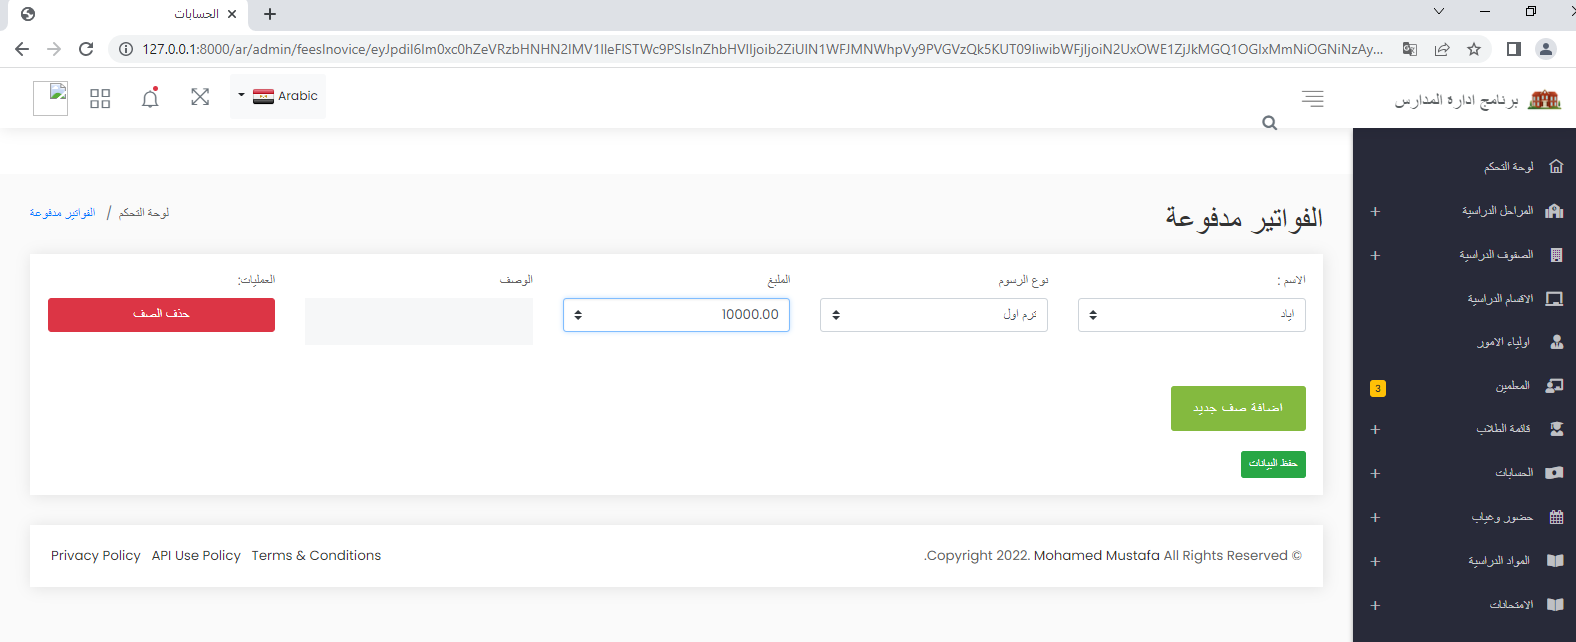 الحسابات
127.0.0.1:8000/ar/admin/feesInovice/
برنامج ادارة المدارس
Arabic
لوحة التحكم
المراحل الدراسية
الصفوف الدراسية
الاقسام الدراسية
اولياء الامور
المعلمين
3
قائمة الطلاب
الحسابات
حضور وغياب
المواد الدراسية
الامتحانات
الفواتير مدفوعة
لوحة التحكم / الفواتير مدفوعة
الاسم :
نوع الرسوم
المبلغ
الوصف
العمليات:
اياد
ترم اول
10000.00
حذف الصف
اضافة صف جديد
حفظ البيانات
Privacy Policy API Use Policy Terms & Conditions
.Copyright 2022. Mohamed Mustafa All Rights Reserved ©